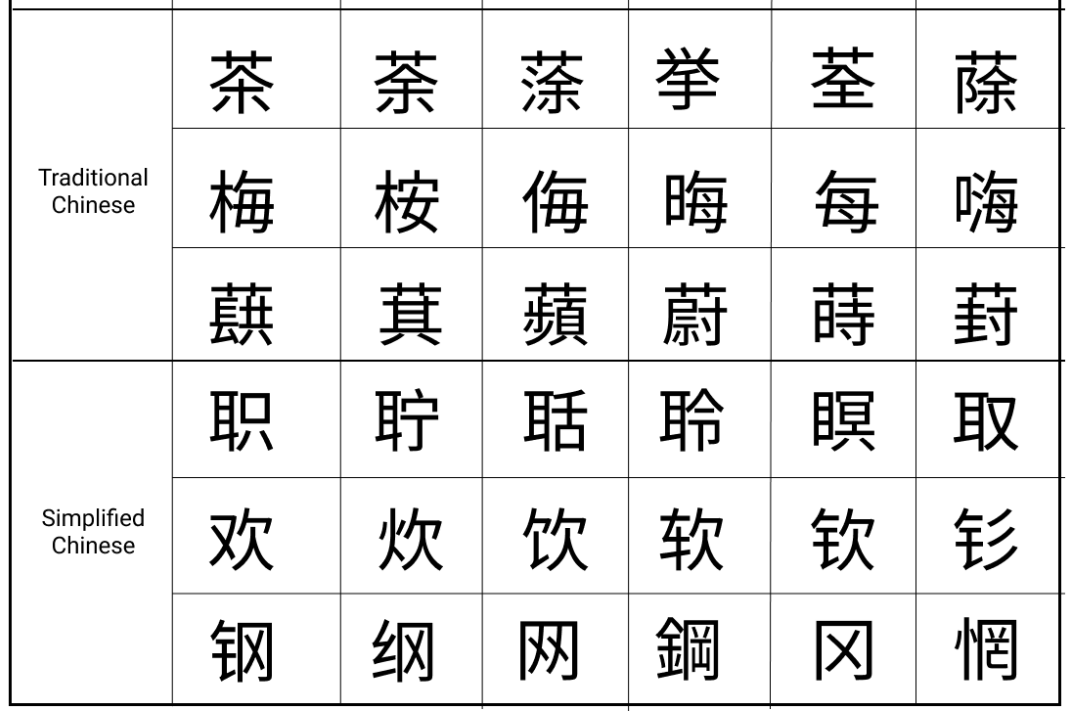 茶 荼 蒤 挙 荃 蒢
Traditional
Chinese
梅 桉 侮 晦 每 嗨
蕻 萁 蘋 蔚 蒔 葑
职 聍 聒 聆 瞑 取
Simplified
Chinese
欢 炊 饮 软 钦 钐
钢 纲 网 鋼 冈 惘